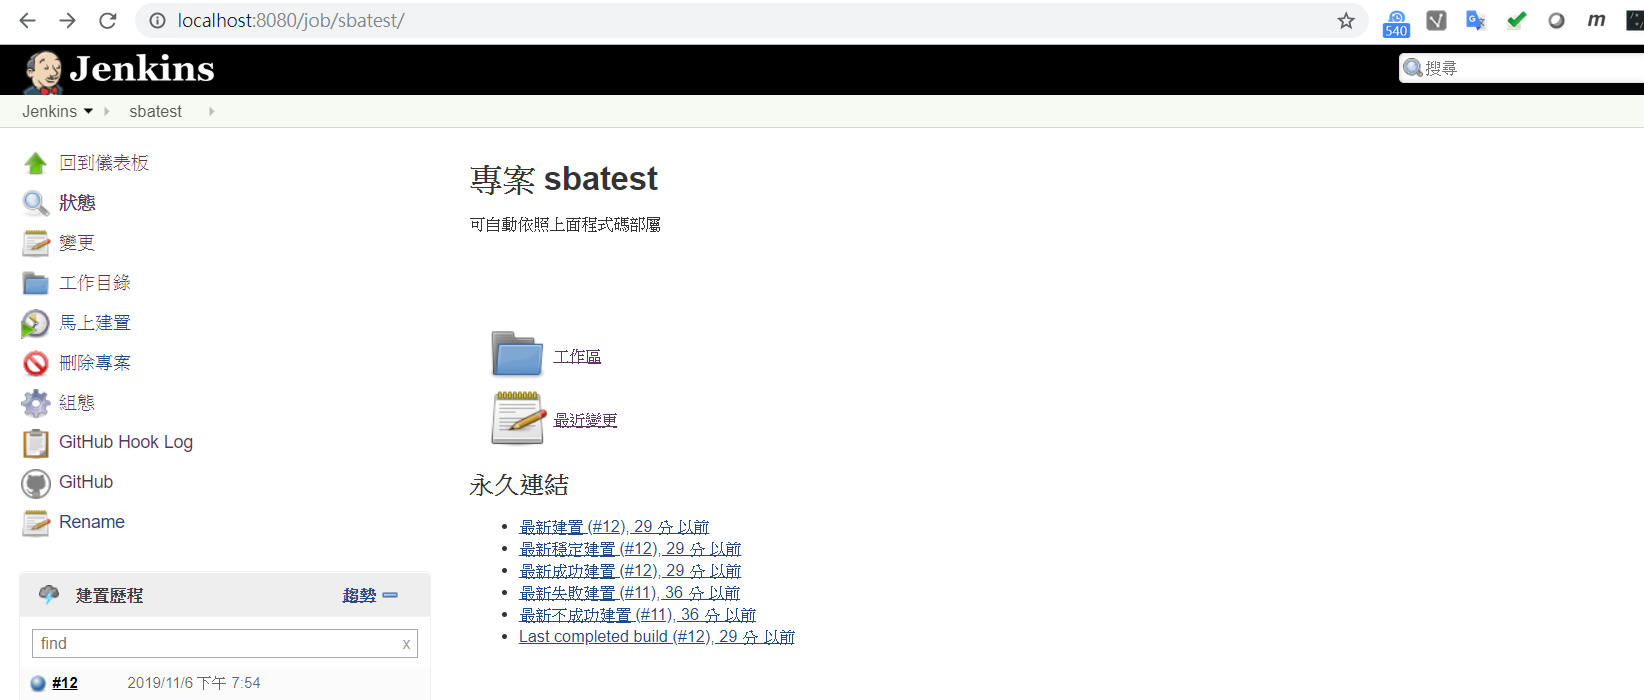 localhost:8080/job/sbatest/
540
m
Jenkins
搜尋
Jenkins
sbatest
回到儀表板
狀態
變更
工作目錄
馬上建置
刪除專案
組態
GitHub Hook Log
GitHub
Rename
建置歷程
趨勢
find
x
#12
2019/11/6 下午 7:54
專案 sbatest
可自動依照上面程式碼部屬
工作區
最近變更
永久連結
最新建置 (#12), 29 分 以前
最新穩定建置 (#12), 29 分 以前
最新成功建置 (#12), 29 分 以前
最新失敗建置 (#11), 36 分 以前
最新不成功建置 (#11), 36 分 以前
Last completed build (#12), 29 分 以前